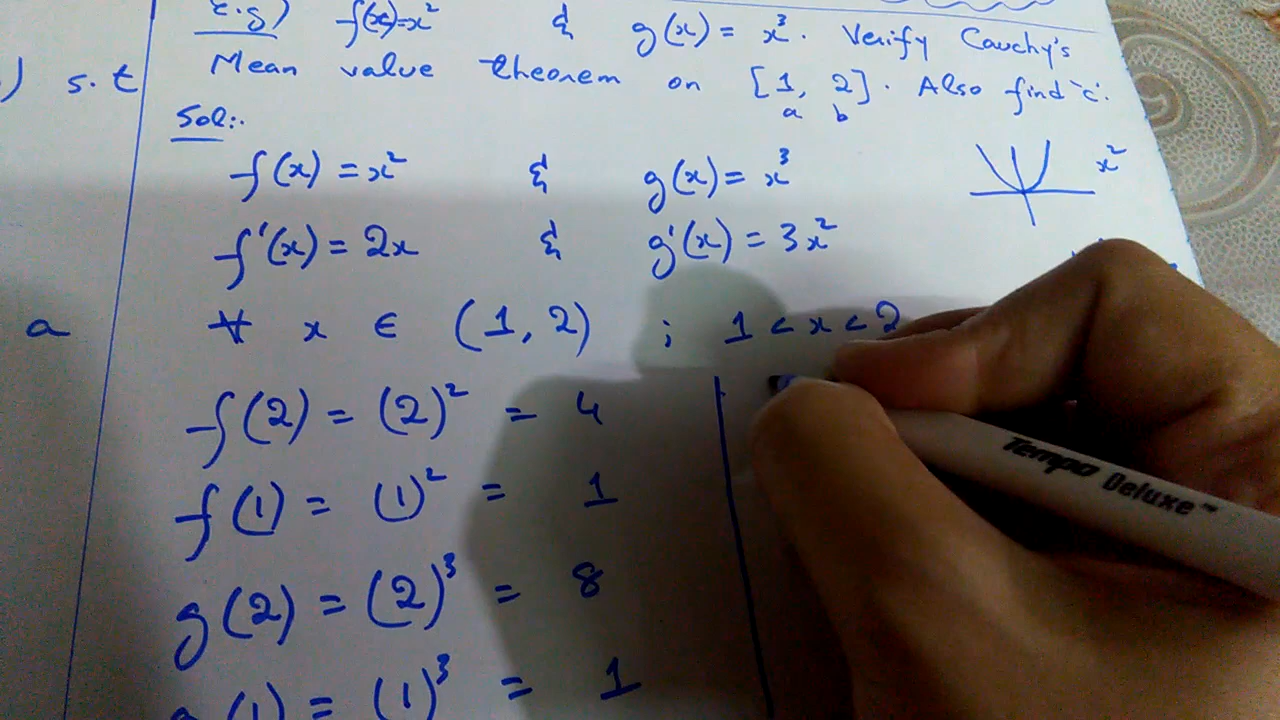 E.g) f(x)=x² & g(x) = x³. Verify Cauchy's
) s.t Mean value theorem on [1, 2]. Also find 'c'.
a b
Sol:-
f(x) = x² & g(x) = x³ x²
f'(x) = 2x & g'(x) = 3x²
a ∀ x ∈ (1, 2) ; 1 < x < 2
f(2) = (2)² = 4
f(1) = (1)² = 1
g(2) = (2)³ = 8
g(1) = (1)³ = 1
Tempo Deluxe™